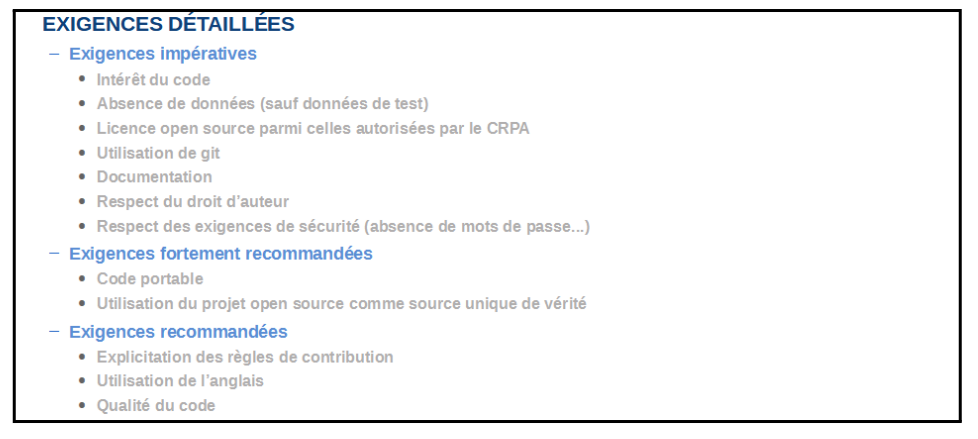 EXIGENCES DÉTAILLÉES
– Exigences impératives
• Intérêt du code
• Absence de données (sauf données de test)
• Licence open source parmi celles autorisées par le CRPA
• Utilisation de git
• Documentation
• Respect du droit d'auteur
• Respect des exigences de sécurité (absence de mots de passe...)
– Exigences fortement recommandées
• Code portable
• Utilisation du projet open source comme source unique de vérité
– Exigences recommandées
• Explicitation des règles de contribution
• Utilisation de l'anglais
• Qualité du code